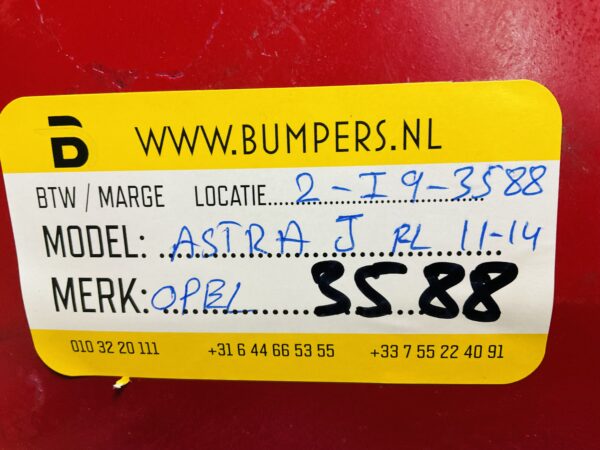 WWW.BUMPERS.NL
BTW / MARGE LOCATIE 2-I9-3588
MODEL: ASTRA J RL 11-14
MERK: OPEL 3588
010 32 20 111 +31 6 44 66 53 55 +33 7 55 22 40 91